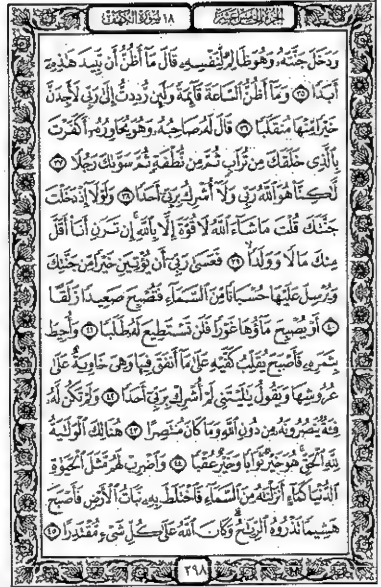 الجزء الخامس عشر ١٨ سورة الكهف
وَدَخَلَ جَنَّتَهُۥ وَهُوَ ظَالِمٌ لِّنَفْسِهِۦ قَالَ مَآ أَظُنُّ أَن تَبِيدَ هَٰذِهِۦٓ
أَبَدًا ۝٣٥ وَمَآ أَظُنُّ ٱلسَّاعَةَ قَآئِمَةً وَلَئِن رُّدِدتُّ إِلَىٰ رَبِّى لَأَجِدَنَّ
خَيْرًا مِّنْهَا مُنقَلَبًا ۝٣٦ قَالَ لَهُۥ صَاحِبُهُۥ وَهُوَ يُحَاوِرُهُۥٓ أَكَفَرْتَ
بِٱلَّذِى خَلَقَكَ مِن تُرَابٍ ثُمَّ مِن نُّطْفَةٍ ثُمَّ سَوَّىٰكَ رَجُلًا ۝٣٧
لَّٰكِنَّا۠ هُوَ ٱللَّهُ رَبِّى وَلَآ أُشْرِكُ بِرَبِّىٓ أَحَدًا ۝٣٨ وَلَوْلَآ إِذْ دَخَلْتَ
جَنَّتَكَ قُلْتَ مَا شَآءَ ٱللَّهُ لَا قُوَّةَ إِلَّا بِٱللَّهِ ۚ إِن تَرَنِ أَنَا۠ أَقَلَّ
مِنكَ مَالًا وَوَلَدًا ۝٣٩ فَعَسَىٰ رَبِّىٓ أَن يُؤْتِيَنِ خَيْرًا مِّن جَنَّتِكَ
وَيُرْسِلَ عَلَيْهَا حُسْبَانًا مِّنَ ٱلسَّمَآءِ فَتُصْبِحَ صَعِيدًا زَلَقًا
۝٤٠ أَوْ يُصْبِحَ مَآؤُهَا غَوْرًا فَلَن تَسْتَطِيعَ لَهُۥ طَلَبًا ۝٤١ وَأُحِيطَ
بِثَمَرِهِۦ فَأَصْبَحَ يُقَلِّبُ كَفَّيْهِ عَلَىٰ مَآ أَنفَقَ فِيهَا وَهِىَ خَاوِيَةٌ عَلَىٰ
عُرُوشِهَا وَيَقُولُ يَٰلَيْتَنِى لَمْ أُشْرِكْ بِرَبِّىٓ أَحَدًا ۝٤٢ وَلَمْ تَكُن لَّهُۥ
فِئَةٌ يَنصُرُونَهُۥ مِن دُونِ ٱللَّهِ وَمَا كَانَ مُنتَصِرًا ۝٤٣ هُنَالِكَ ٱلْوَلَٰيَةُ
لِلَّهِ ٱلْحَقِّ ۚ هُوَ خَيْرٌ ثَوَابًا وَخَيْرٌ عُقْبًا ۝٤٤ وَٱضْرِبْ لَهُم مَّثَلَ ٱلْحَيَوٰةِ
ٱلدُّنْيَا كَمَآءٍ أَنزَلْنَٰهُ مِنَ ٱلسَّمَآءِ فَٱخْتَلَطَ بِهِۦ نَبَاتُ ٱلْأَرْضِ فَأَصْبَحَ
هَشِيمًا تَذْرُوهُ ٱلرِّيَٰحُ ۗ وَكَانَ ٱللَّهُ عَلَىٰ كُلِّ شَىْءٍ مُّقْتَدِرًا ۝٤٥
٢٩٨